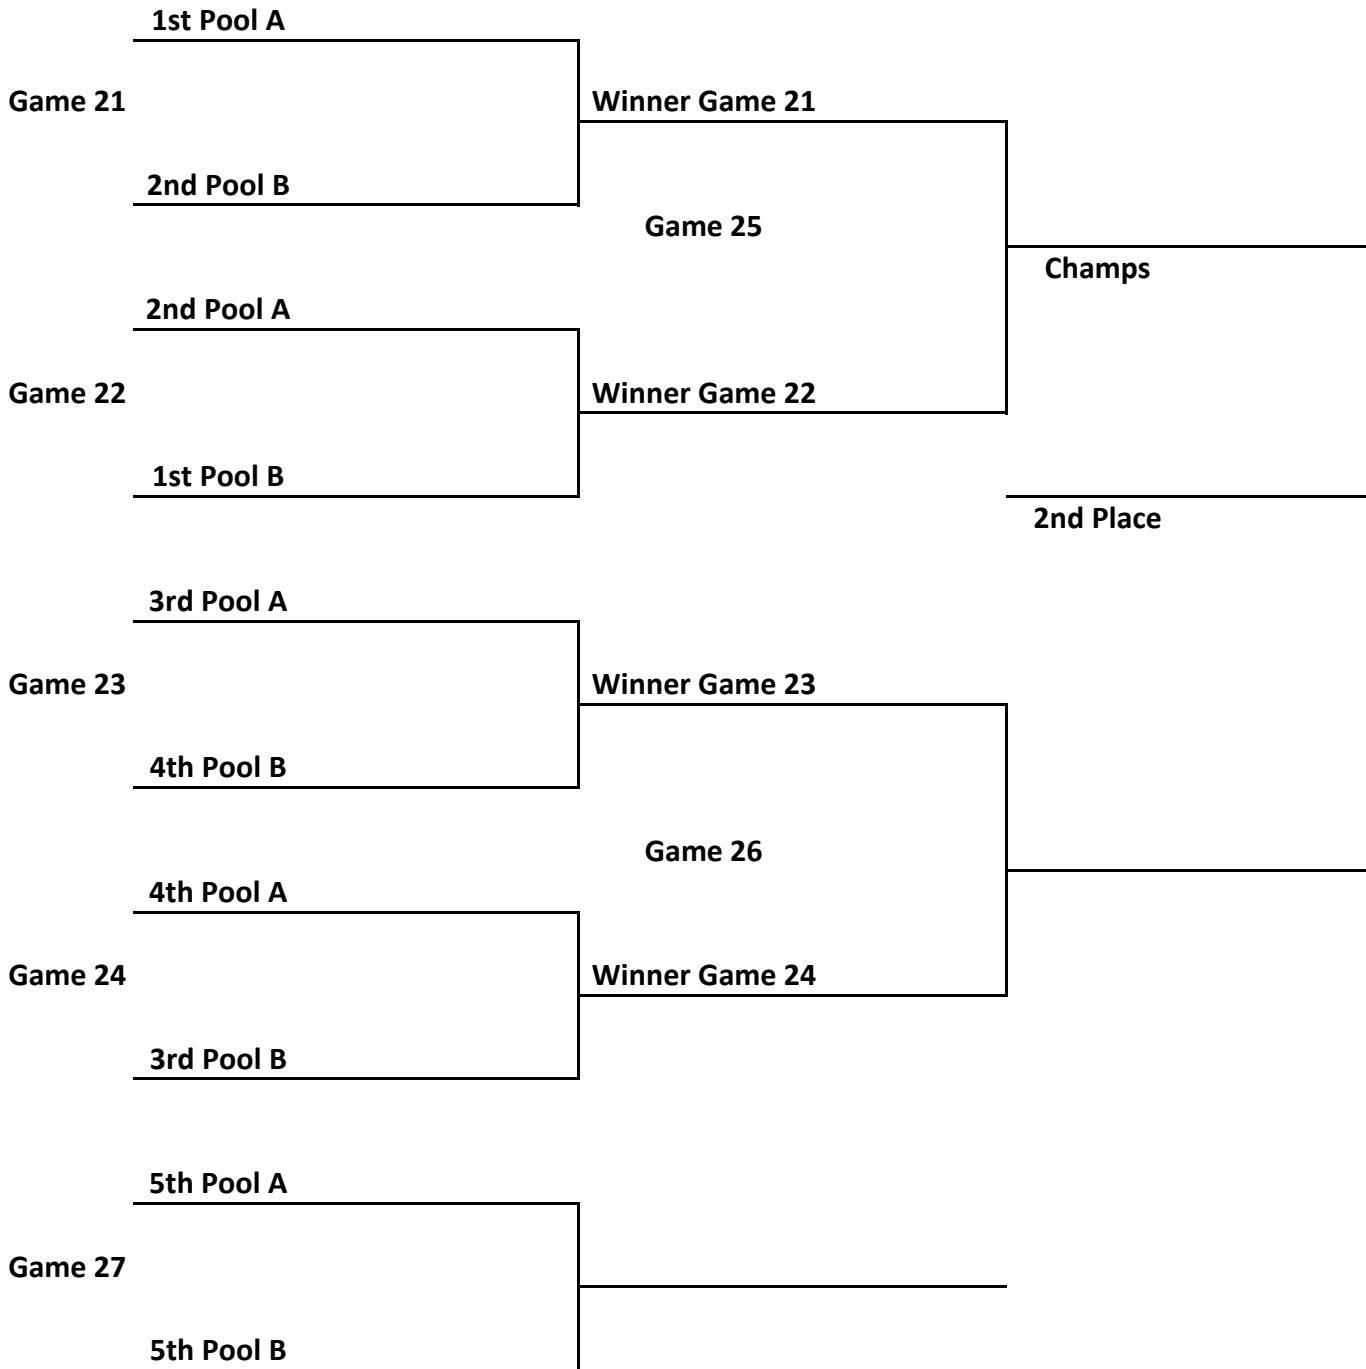 1st Pool A
Game 21
Winner Game 21
2nd Pool B
Game 25
Champs
2nd Pool A
Game 22
Winner Game 22
1st Pool B
2nd Place
3rd Pool A
Game 23
Winner Game 23
4th Pool B
Game 26
4th Pool A
Game 24
Winner Game 24
3rd Pool B
5th Pool A
Game 27
5th Pool B